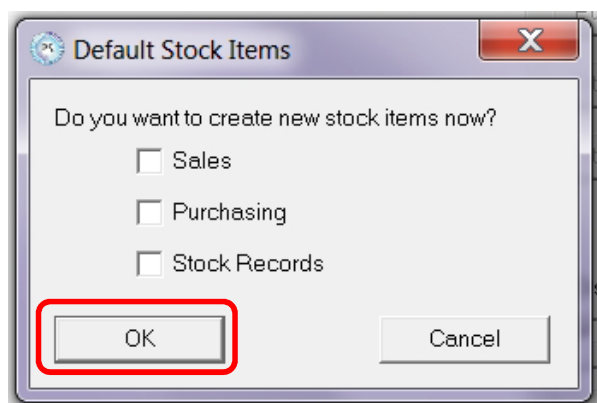 Default Stock Items
Do you want to create new stock items now?
Sales
Purchasing
Stock Records
OK Cancel